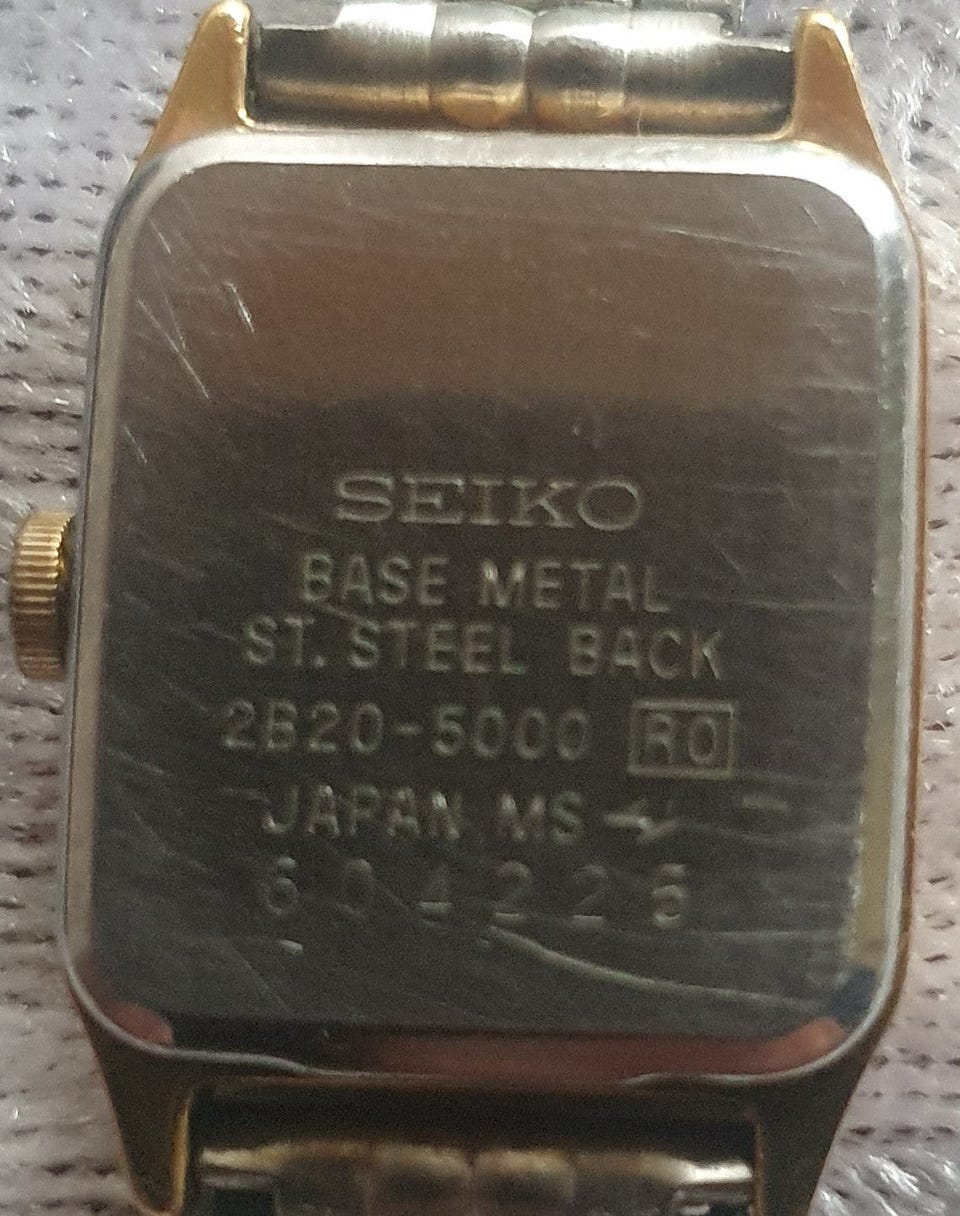 SEIKO
BASE METAL
ST. STEEL BACK
2B20-5000 R0
JAPAN MS
604226